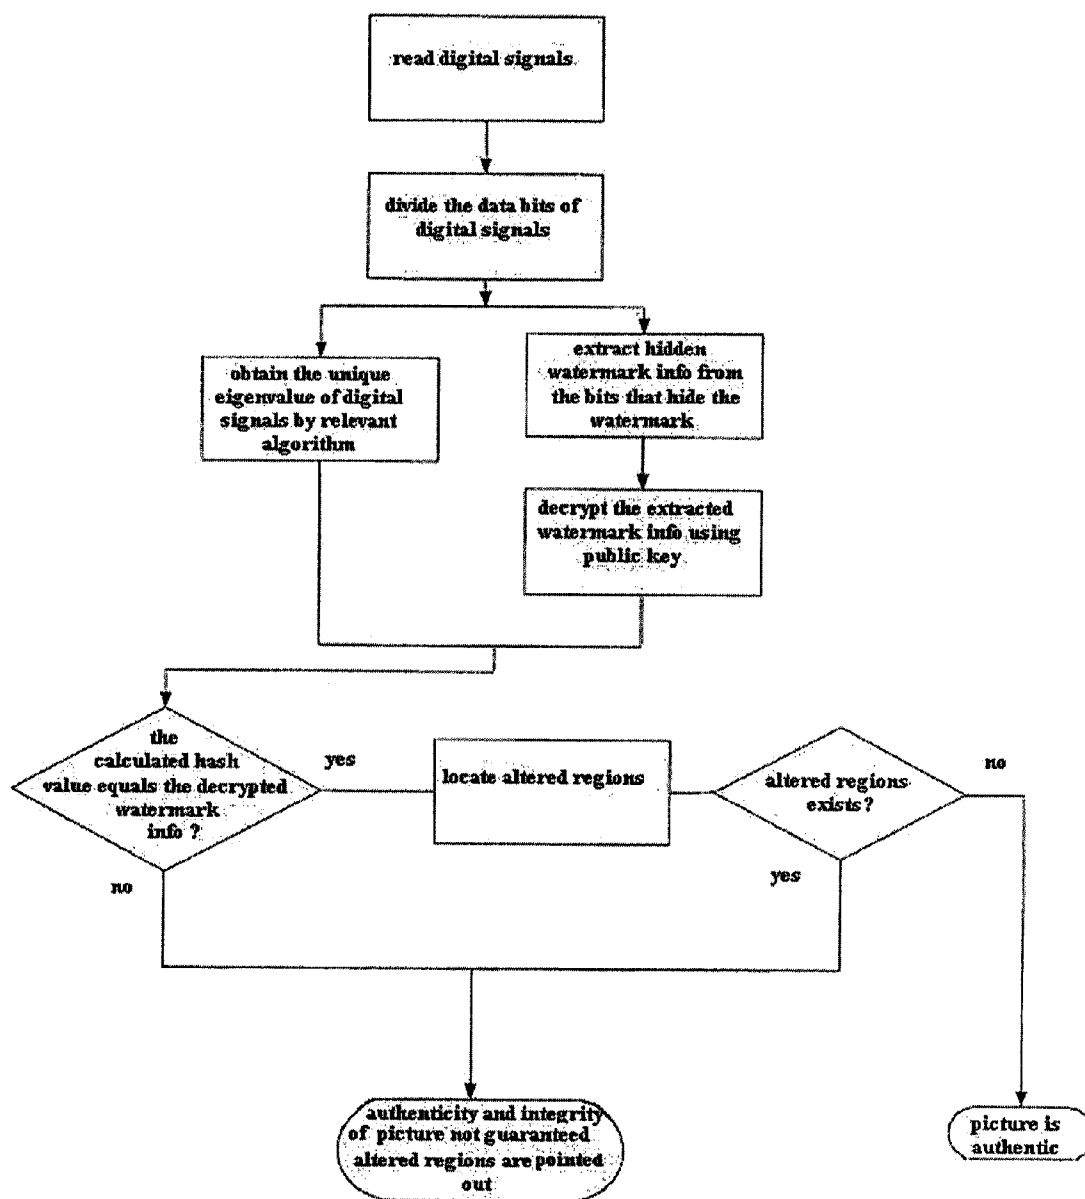 read digital signals
divide the data bits of
digital signals
obtain the unique
eigenvalue of digital
signals by relevant
algorithm
extract hidden
watermark info from
the bits that hide the
watermark
decrypt the extracted
watermark info using
public key
the
calculated hash
value equals the decrypted
watermark
info ?
yes
no
locate altered regions
altered regions
exists?
no
yes
authenticity and integrity
of picture not guaranteed
altered regions are pointed
out
picture is
authentic